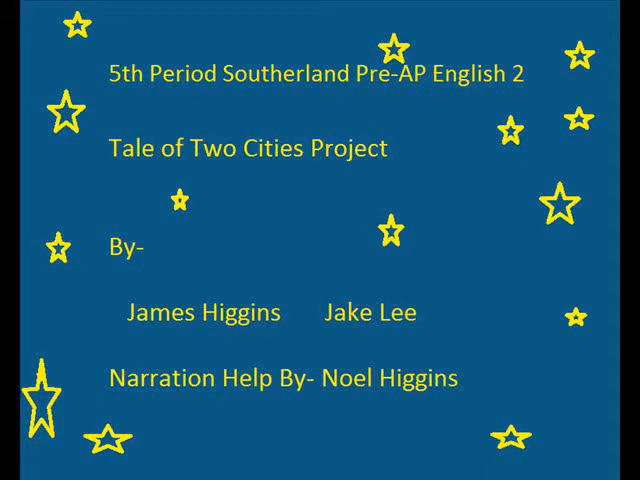 5th Period Southerland Pre-AP English 2
Tale of Two Cities Project
By-
James Higgins Jake Lee
Narration Help By- Noel Higgins